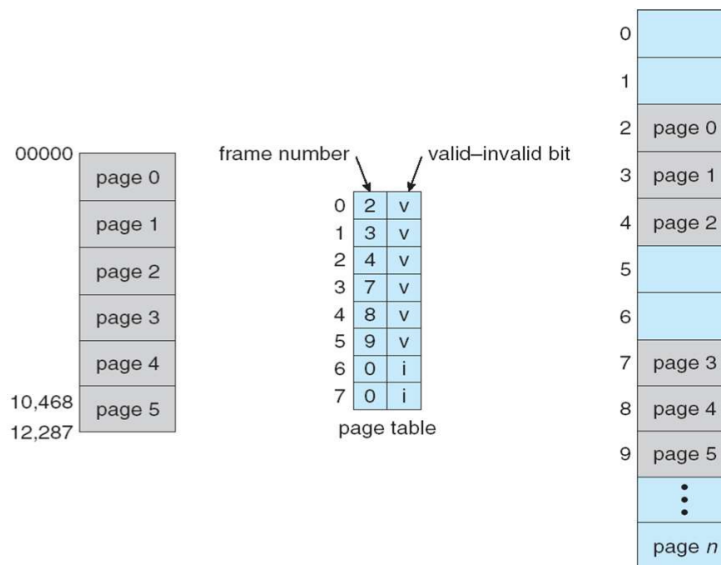 00000
page 0
page 1
page 2
page 3
page 4
page 5
10,468
12,287
frame number
valid–invalid bit
0 2 v
1 3 v
2 4 v
3 7 v
4 8 v
5 9 v
6 0 i
7 0 i
page table
0
1
2 page 0
3 page 1
4 page 2
5
6
7 page 3
8 page 4
9 page 5
page n